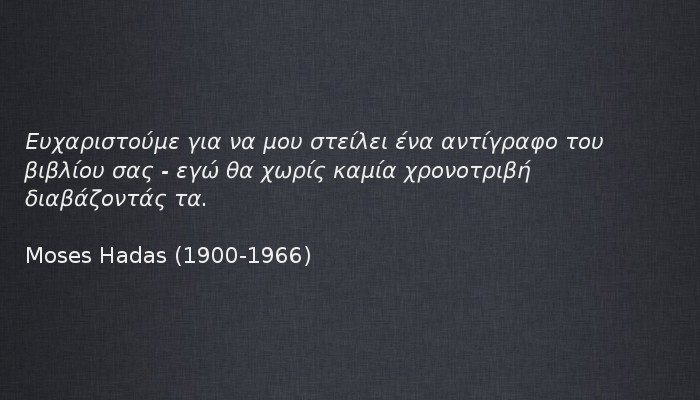 Ευχαριστούμε για να μου στείλει ένα αντίγραφο του
βιβλίου σας - εγώ θα χωρίς καμία χρονοτριβή
διαβάζοντάς τα.
Moses Hadas (1900-1966)